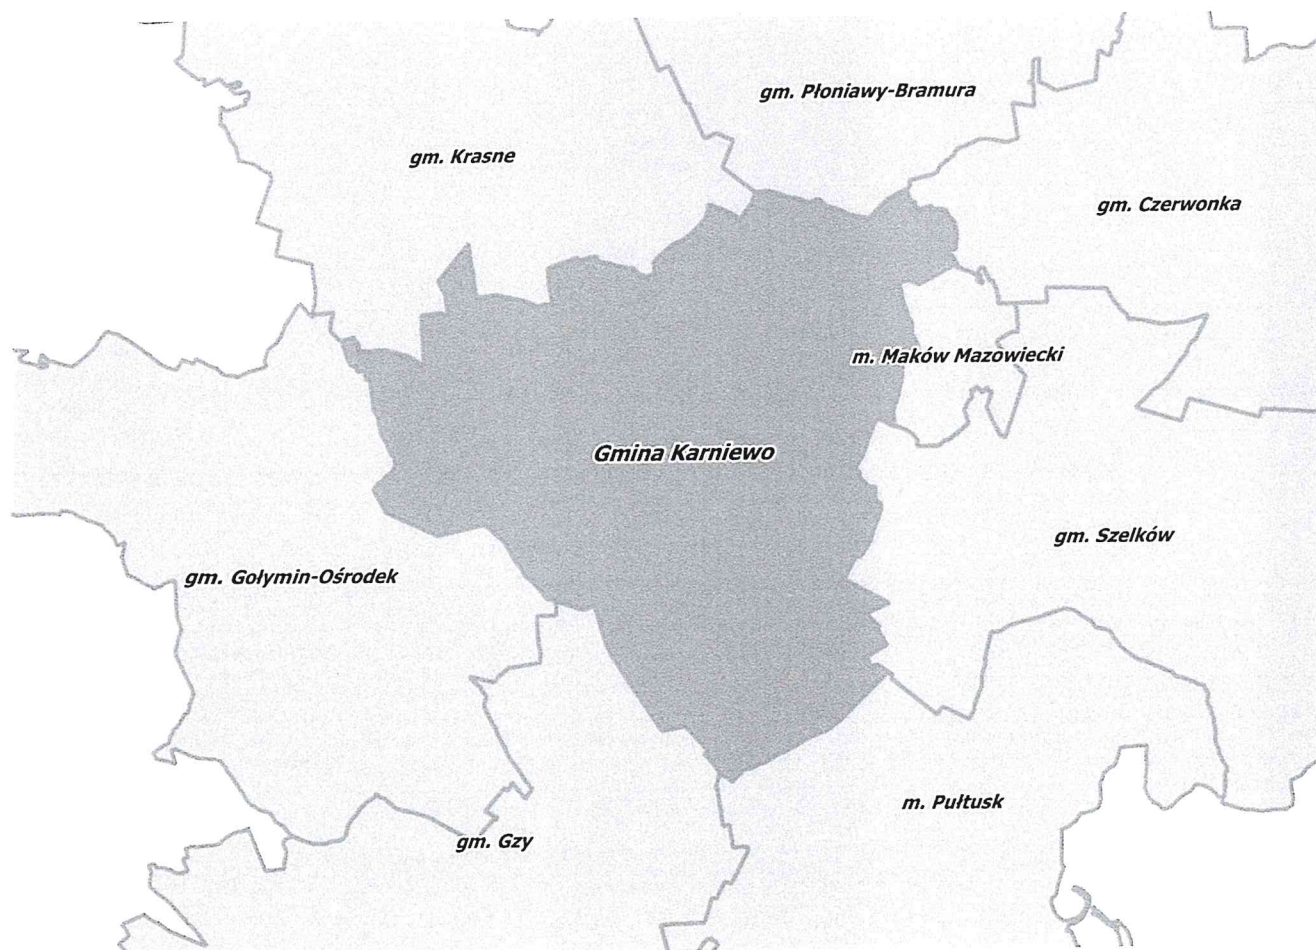 gm. Płoniawy-Bramura
gm. Krasne
gm. Czerwonka
m. Maków Mazowiecki
Gmina Karniewo
gm. Szelków
gm. Gołymin-Ośrodek
m. Pułtusk
gm. Gzy